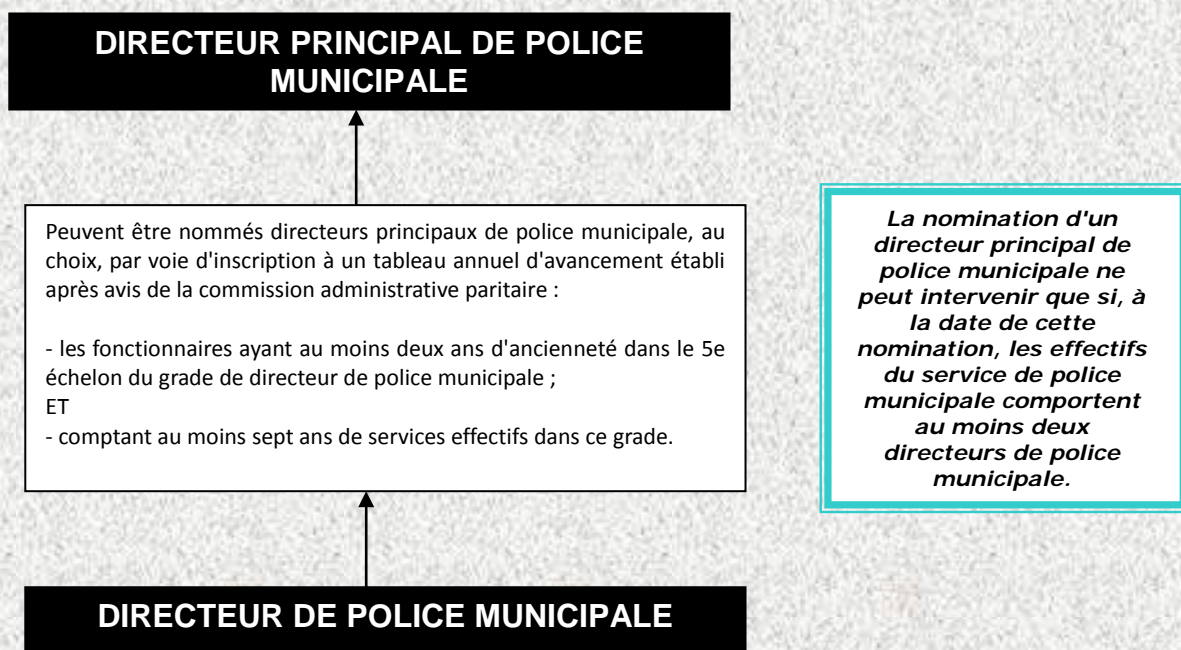 DIRECTEUR PRINCIPAL DE POLICE
MUNICIPALE
Peuvent être nommés directeurs principaux de police municipale, au
choix, par voie d'inscription à un tableau annuel d'avancement établi
après avis de la commission administrative paritaire :
- les fonctionnaires ayant au moins deux ans d'ancienneté dans le 5e
échelon du grade de directeur de police municipale ;
ET
- comptant au moins sept ans de services effectifs dans ce grade.
La nomination d'un
directeur principal de
police municipale ne
peut intervenir que si, à
la date de cette
nomination, les effectifs
du service de police
municipale comportent
au moins deux
directeurs de police
municipale.
DIRECTEUR DE POLICE MUNICIPALE